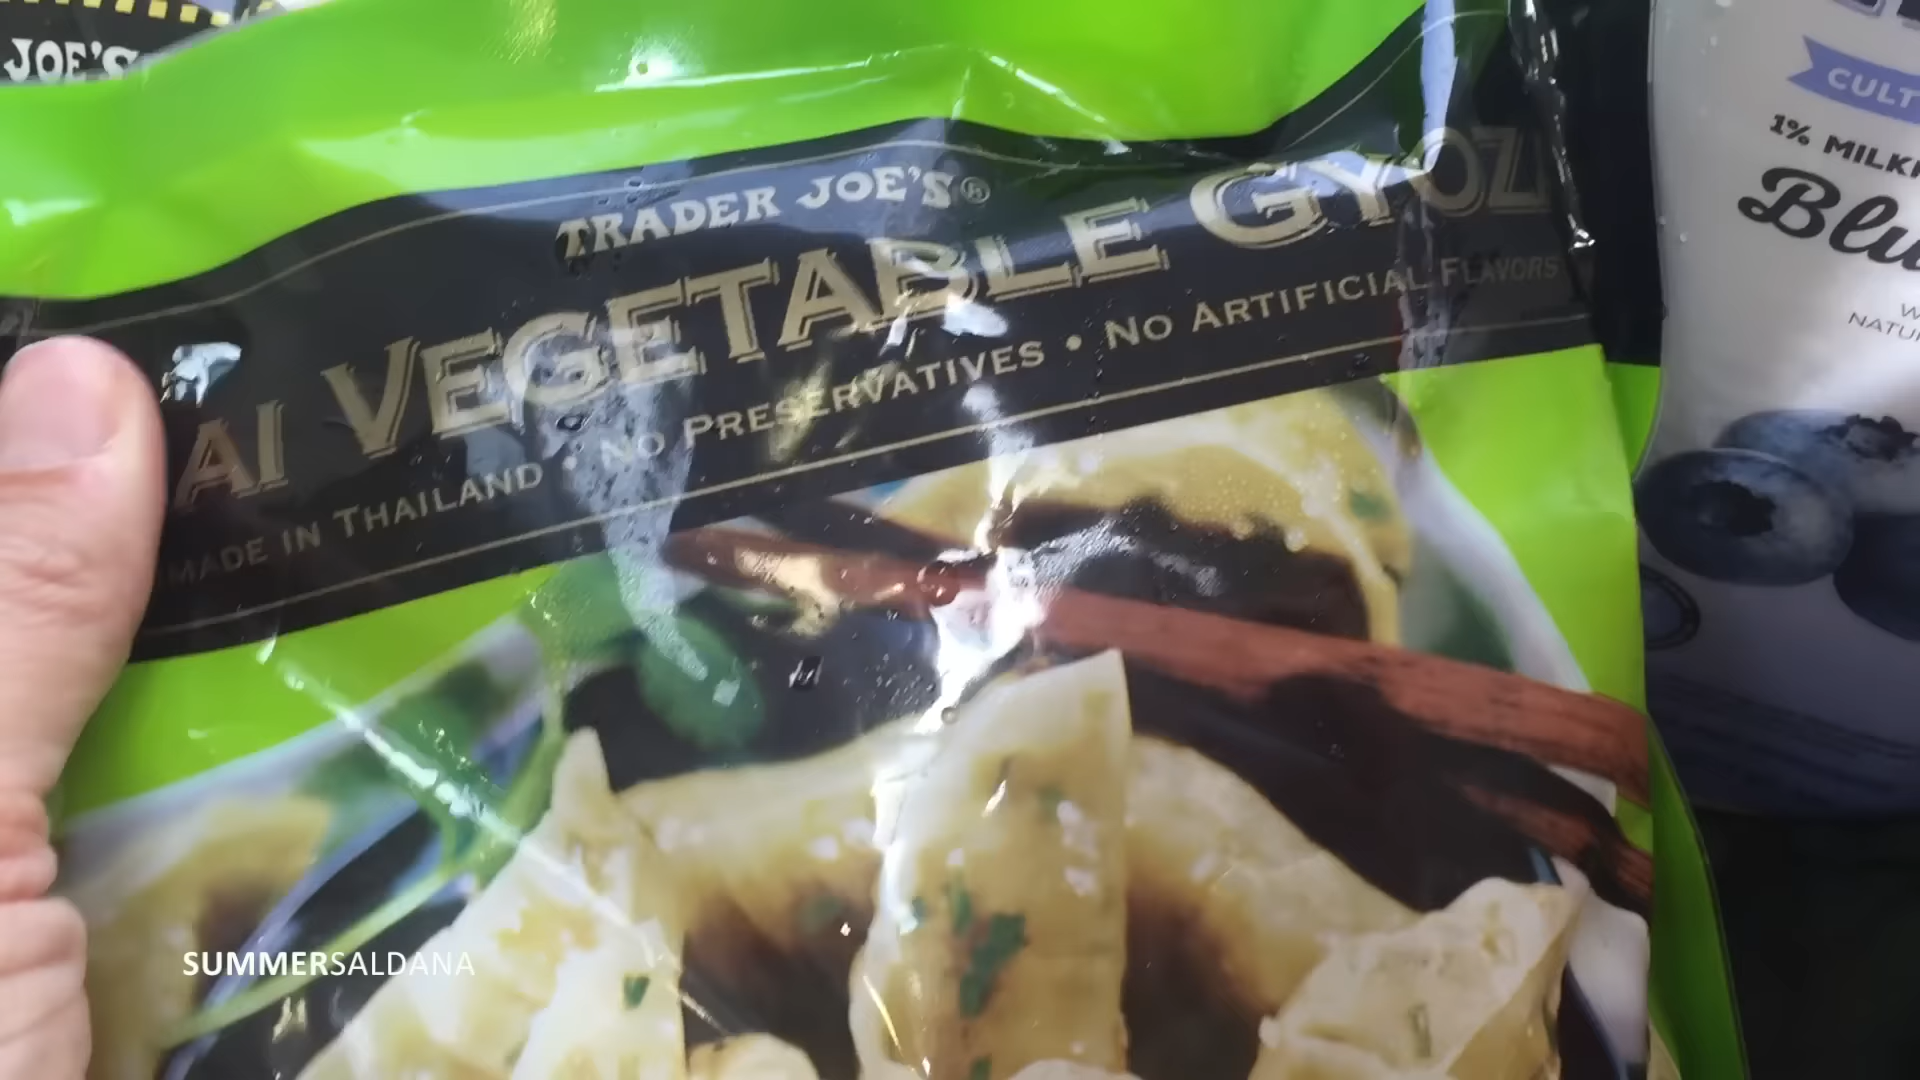 JOE'S
TRADER JOE'S®
AI VEGETABLE GYOZ
MADE IN THAILAND • NO PRESERVATIVES • NO ARTIFICIAL FLAVORS
CULT
1% MILK
Blu
NATU
SUMMERSALDANA